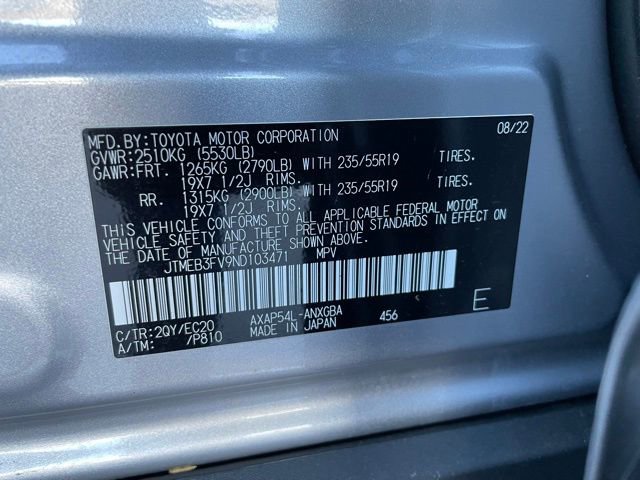 MFD.BY:TOYOTA MOTOR CORPORATION 08/22
GVWR:2510KG (5530LB)
GAWR:FRT. 1265KG (2790LB) WITH 235/55R19 TIRES.
19X7 1/2J RIMS.
RR. 1315KG (2900LB) WITH 235/55R19 TIRES.
19X7 1/2J RIMS.
THIS VEHICLE CONFORMS TO ALL APPLICABLE FEDERAL MOTOR
VEHICLE SAFETY AND THEFT PREVENTION STANDARDS IN EFFECT ON
THE DATE OF MANUFACTURE SHOWN ABOVE.
JTMEB3FV9ND103471 MPV
C/TR:2QY/EC20 AXAP54L-ANXGBA 456 E
A/TM: /P810 MADE IN JAPAN